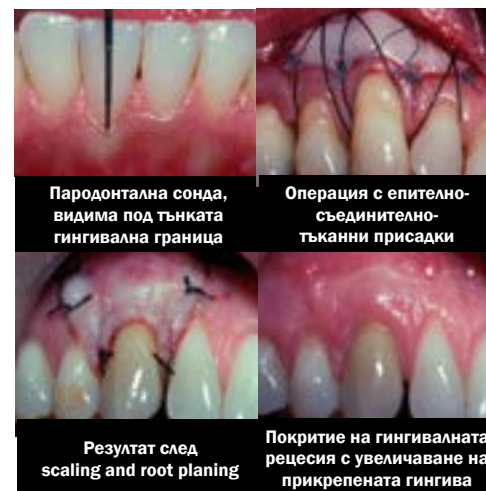 Пародонтална сонда,
видима под тънката
гингивална граница
Операция с епително-
съединително-
тъканни присадки
Резултат след
scaling and root planing
Покритие на гингивалната
рецесия с увеличаване на
прикрепената гингива